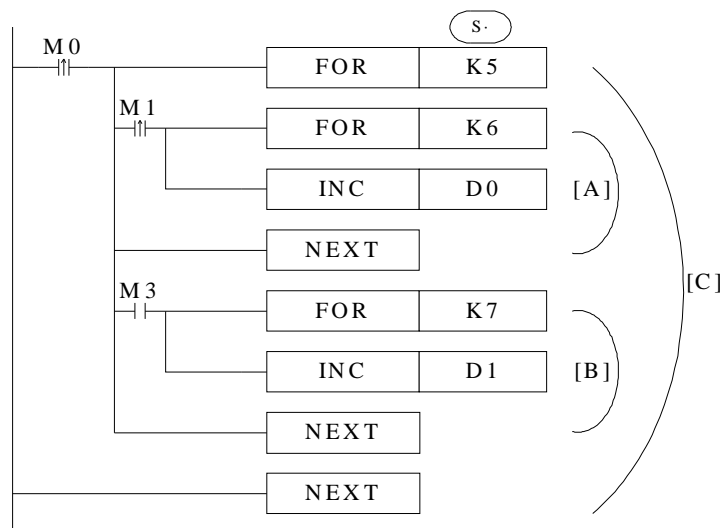 S·
M0
FOR K5
M1
FOR K6
INC D0 [A]
NEXT
[C]
M3
FOR K7
INC D1 [B]
NEXT
NEXT